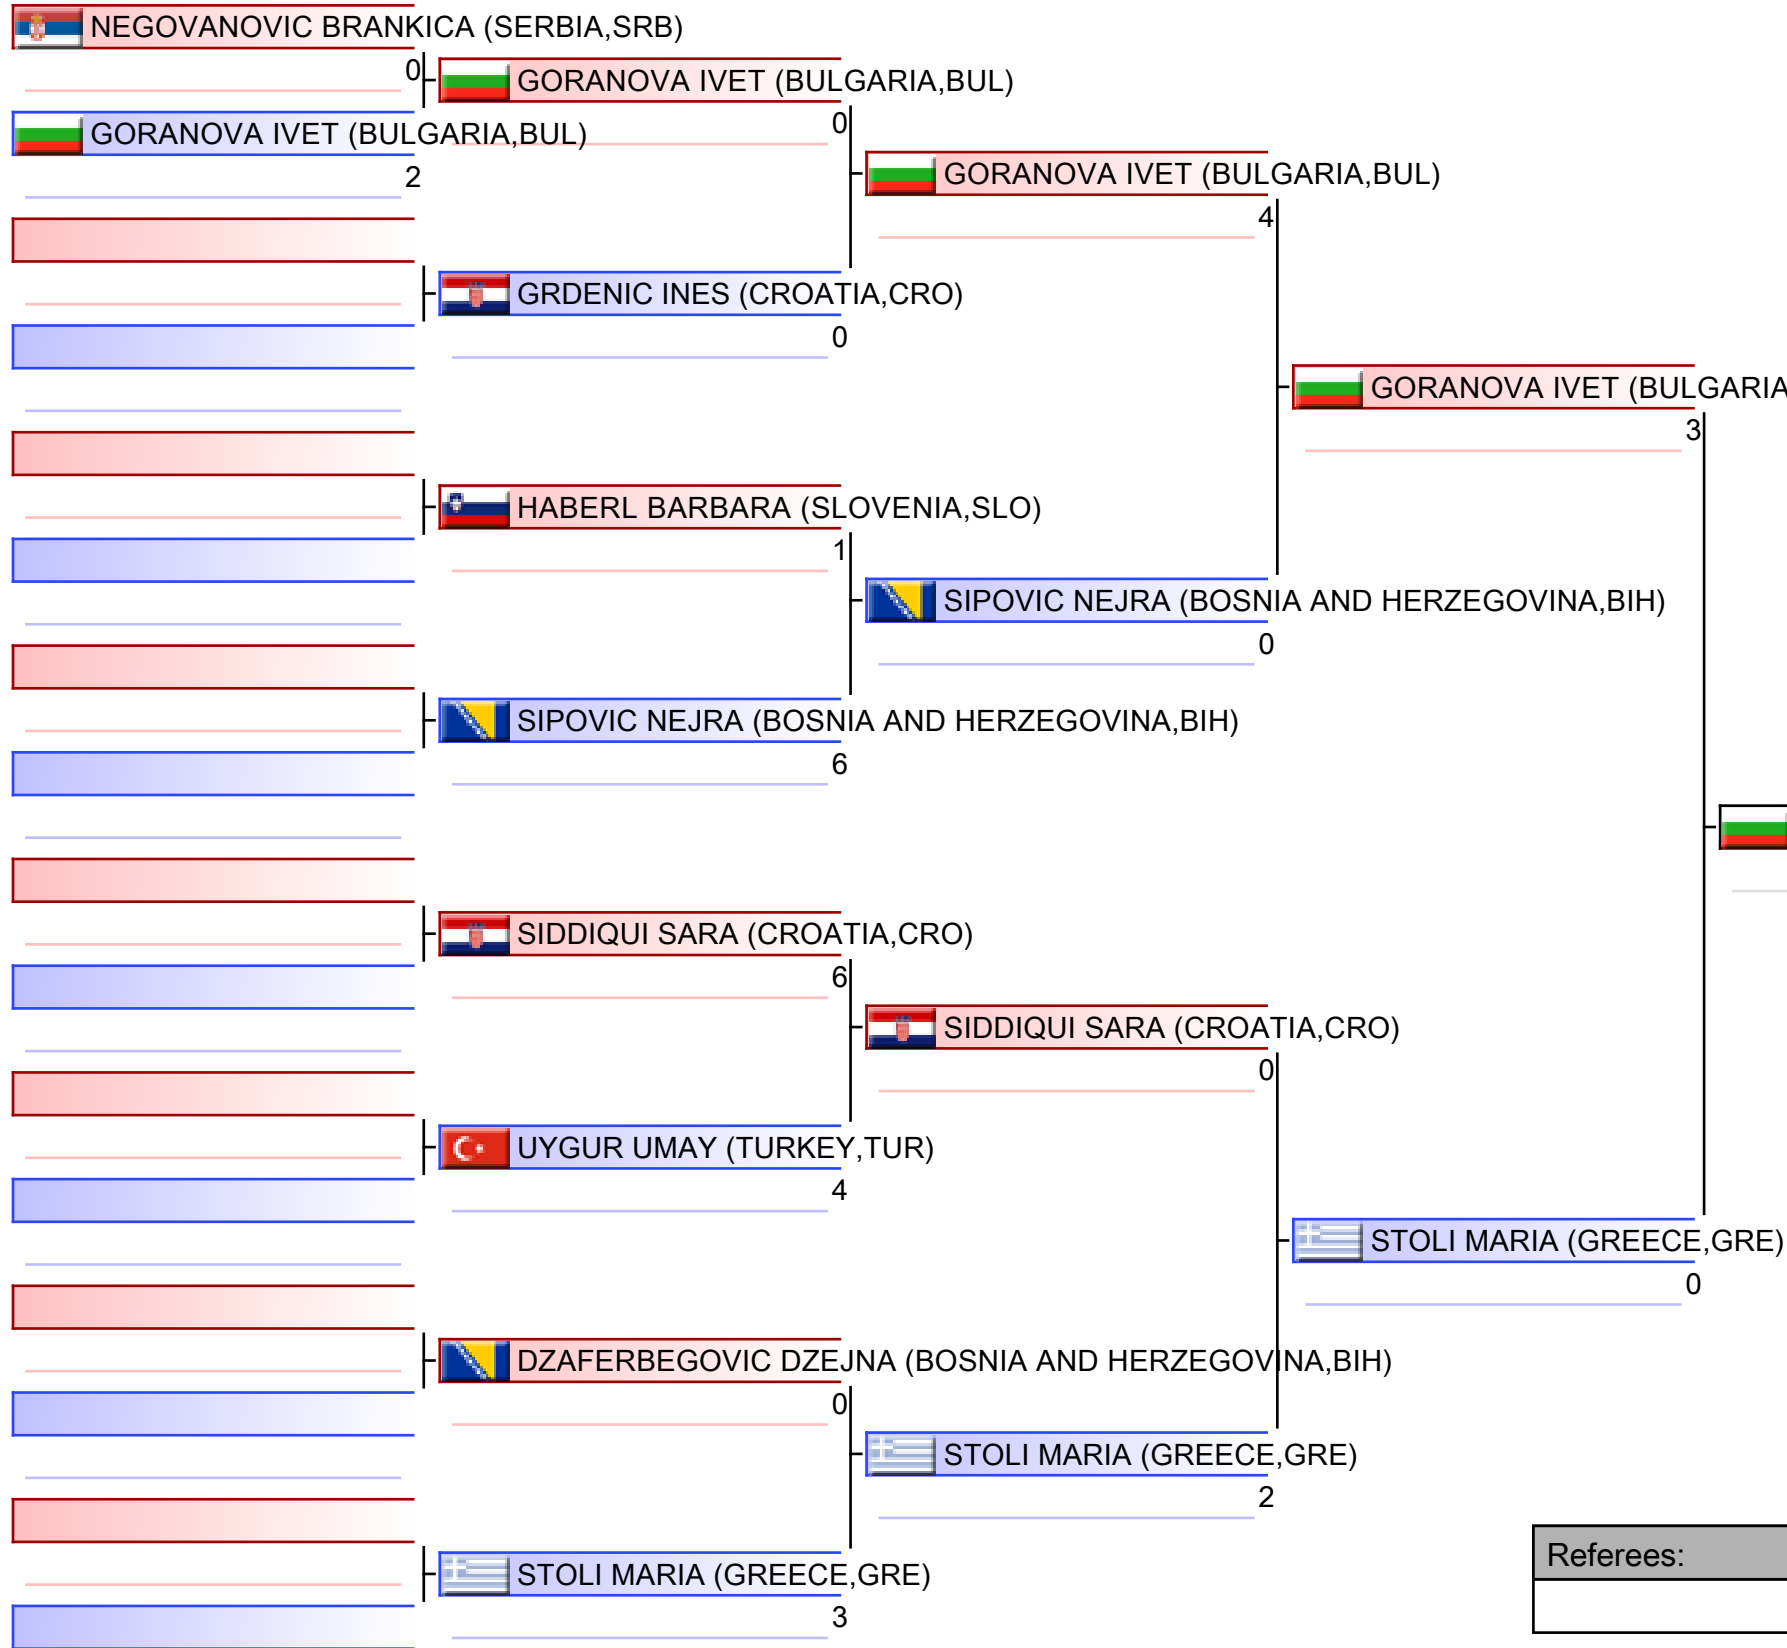 NEGOVANOVIC BRANKICA (SERBIA,SRB)
0
GORANOVA IVET (BULGARIA,BUL)
GORANOVA IVET (BULGARIA,BUL)
0
2
GORANOVA IVET (BULGARIA,BUL)
4
GRDENIC INES (CROATIA,CRO)
0
GORANOVA IVET (BULGARIA
3
HABERL BARBARA (SLOVENIA,SLO)
1
SIPOVIC NEJRA (BOSNIA AND HERZEGOVINA,BIH)
0
SIPOVIC NEJRA (BOSNIA AND HERZEGOVINA,BIH)
6
SIDDIQUI SARA (CROATIA,CRO)
6
SIDDIQUI SARA (CROATIA,CRO)
0
UYGUR UMAY (TURKEY,TUR)
4
STOLI MARIA (GREECE,GRE)
0
DZAFERBEGOVIC DZEJNA (BOSNIA AND HERZEGOVINA,BIH)
0
STOLI MARIA (GREECE,GRE)
2
Referees:
STOLI MARIA (GREECE,GRE)
3